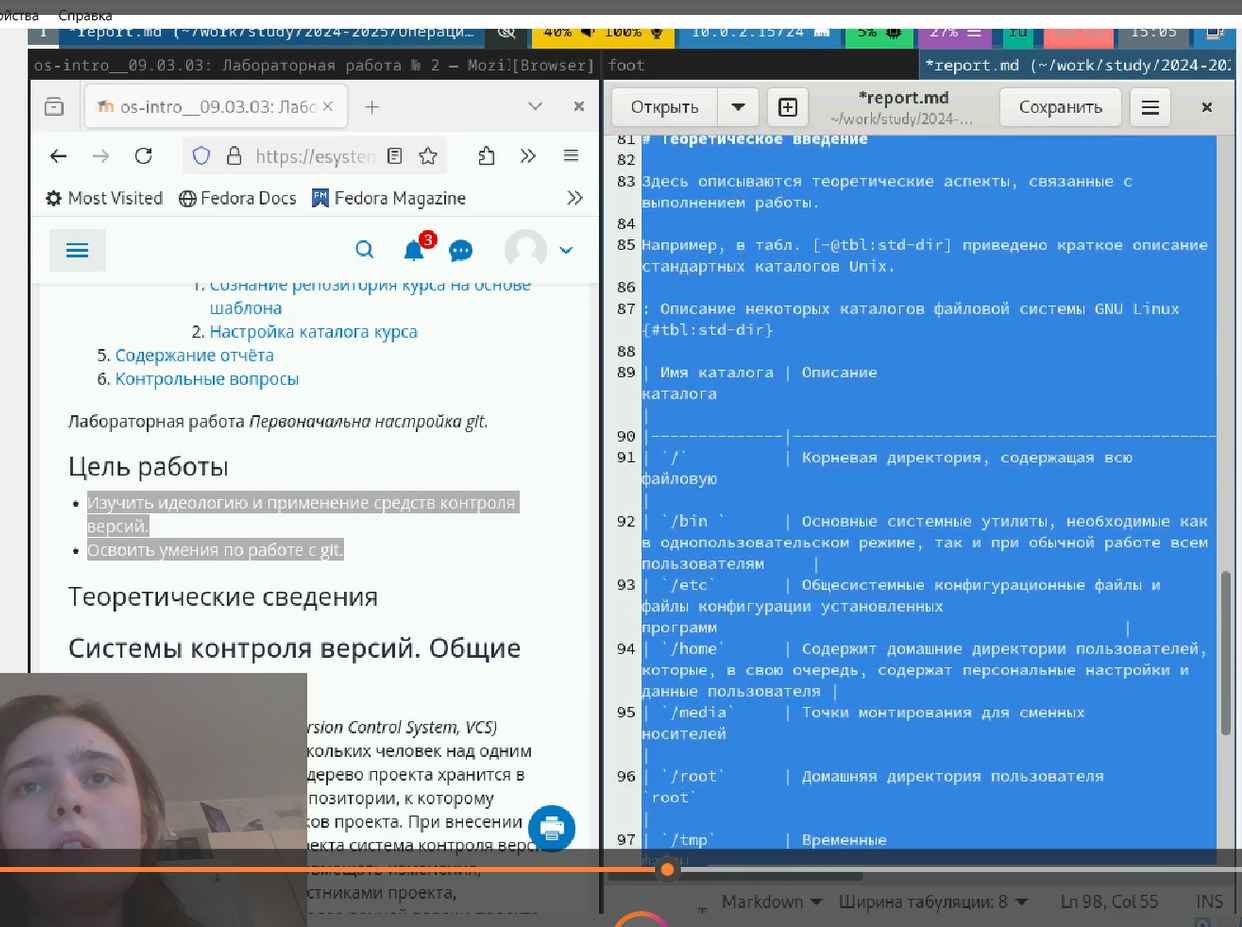 ойства Справка
1 *report.md (~/work/study/2024-2025/Операци… 40% 100% 10.0.2.15/24 5% 27% ru 15:05
os-intro__09.03.03: Лабораторная работа № 2 — Mozi[Browser] foot *report.md (~/work/study/2024-202
os-intro__09.03.03: Лабо
https://esystem
Most Visited Fedora Docs FM Fedora Magazine
3
1. Сознание репозитория курса на основе
шаблона
2. Настройка каталога курса
5. Содержание отчёта
6. Контрольные вопросы
Лабораторная работа Первоначальна настройка git.
Цель работы
• Изучить идеологию и применение средств контроля
версий.
• Освоить умения по работе с git.
Теоретические сведения
Системы контроля версий. Общие
rsion Control System, VCS)
кольких человек над одним
дерево проекта хранится в
позитории, к которому
ков проекта. При внесении
екта система контроля верс
вмещать изменения,
стниками проекта,
Открыть *report.md Сохранить
~/work/study/2024-…
81 # Теоретическое введение
82
83 Здесь описываются теоретические аспекты, связанные с
выполнением работы.
84
85 Например, в табл. [-@tbl:std-dir] приведено краткое описание
стандартных каталогов Unix.
86
87 : Описание некоторых каталогов файловой системы GNU Linux
{#tbl:std-dir}
88
89 | Имя каталога | Описание
каталога
|
90 |--------------|----------------------------------------------
91 | `/` | Корневая директория, содержащая всю
файловую
|
92 | `/bin ` | Основные системные утилиты, необходимые как
в однопользовательском режиме, так и при обычной работе всем
пользователям |
93 | `/etc` | Общесистемные конфигурационные файлы и
файлы конфигурации установленных
программ |
94 | `/home` | Содержит домашние директории пользователей,
которые, в свою очередь, содержат персональные настройки и
данные пользователя |
95 | `/media` | Точки монтирования для сменных
носителей
|
96 | `/root` | Домашняя директория пользователя
`root`
|
97 | `/tmp` | Временные
файлы
Markdown Ширина табуляции: 8 Ln 98, Col 55 INS